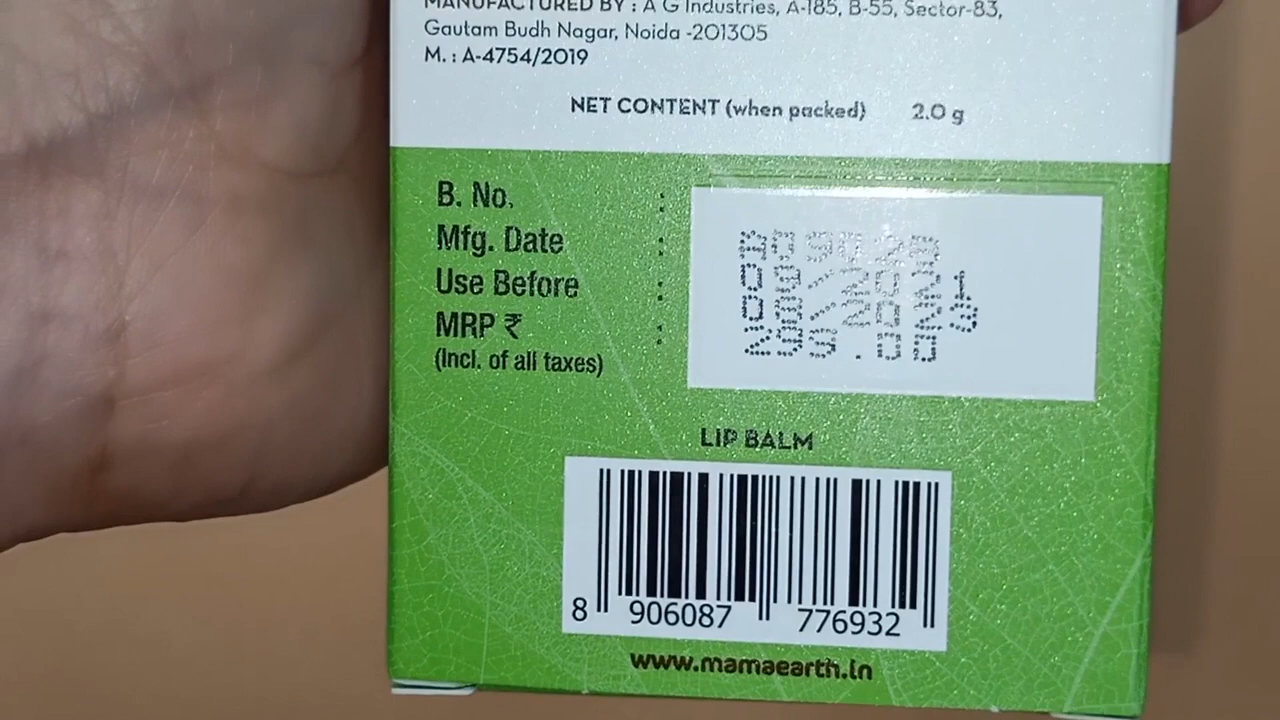 MANUFACTURED BY : A G Industries, A-185, B-55, Sector-83,
Gautam Budh Nagar, Noida -201305
M. : A-4754/2019
NET CONTENT (when packed) 2.0 g
B. No. :
Mfg. Date : 09/2021
Use Before : 08/2023
MRP ₹ : 295.00
(Incl. of all taxes)
LIP BALM
8 906087 776932
www.mamaearth.in